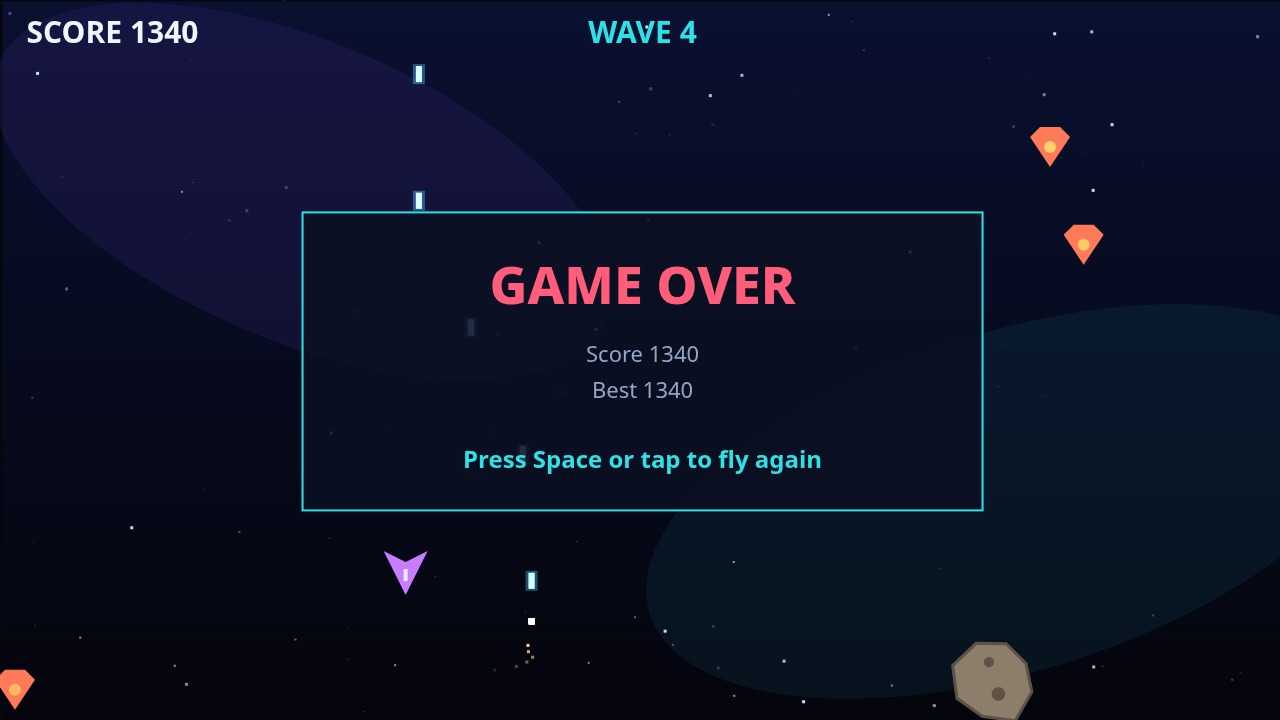 SCORE 1340
WAVE 4
GAME OVER
Score 1340
Best 1340
Press Space or tap to fly again